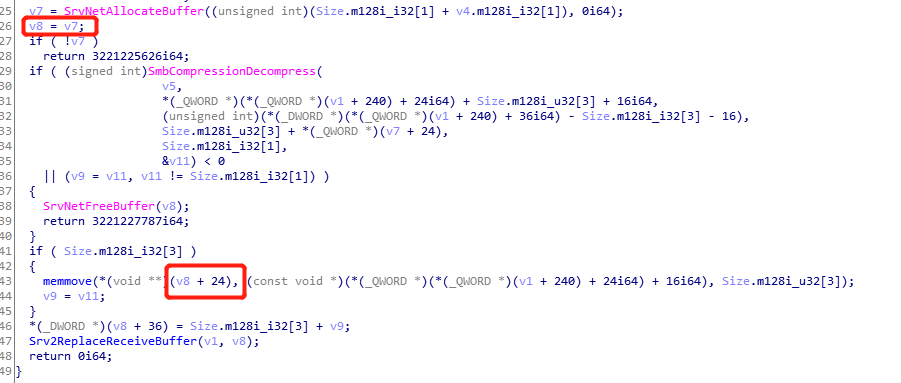 25 v7 = SrvNetAllocateBuffer((unsigned int)(Size.m128i_i32[1] + v4.m128i_i32[1]), 0i64);
26 v8 = v7;
27 if ( !v7 )
28 return 3221225626i64;
29 if ( (signed int)SmbCompressionDecompress(
30 v5,
31 *(_QWORD *)(*(_QWORD *)(v1 + 240) + 24i64) + Size.m128i_u32[3] + 16i64,
32 (unsigned int)(*(_DWORD *)(*(_QWORD *)(v1 + 240) + 36i64) - Size.m128i_i32[3] - 16),
33 Size.m128i_u32[3] + *(_QWORD *)(v7 + 24),
34 Size.m128i_i32[1],
35 &v11) < 0
36 || (v9 = v11, v11 != Size.m128i_i32[1]) )
37 {
38 SrvNetFreeBuffer(v8);
39 return 3221227787i64;
40 }
41 if ( Size.m128i_i32[3] )
42 {
43 memmove(*(void **)(v8 + 24), (const void *)(*(_QWORD *)(*(_QWORD *)(v1 + 240) + 24i64) + 16i64), Size.m128i_u32[3]);
44 v9 = v11;
45 }
46 *(_DWORD *)(v8 + 36) = Size.m128i_i32[3] + v9;
47 Srv2ReplaceReceiveBuffer(v1, v8);
48 return 0i64;
49 }